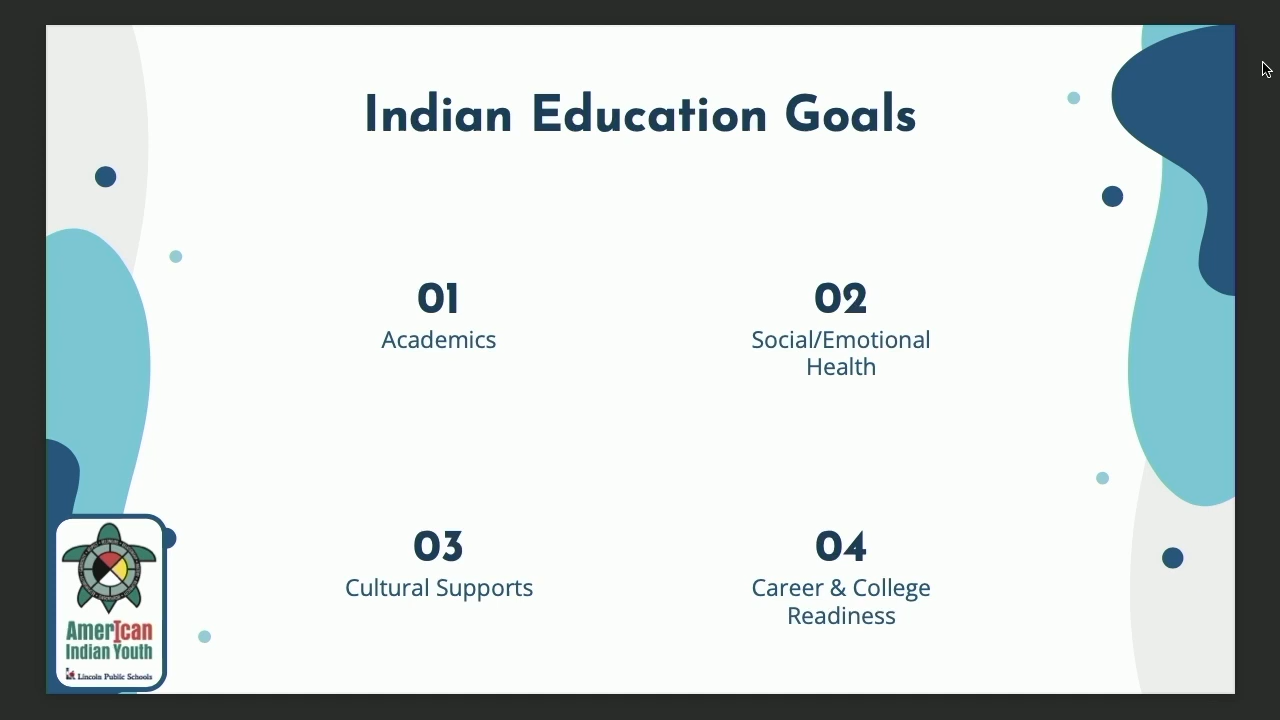 Indian Education Goals
01
Academics
02
Social/Emotional
Health
03
Cultural Supports
04
Career & College
Readiness
AmerIcan
Indian Youth
Lincoln Public Schools